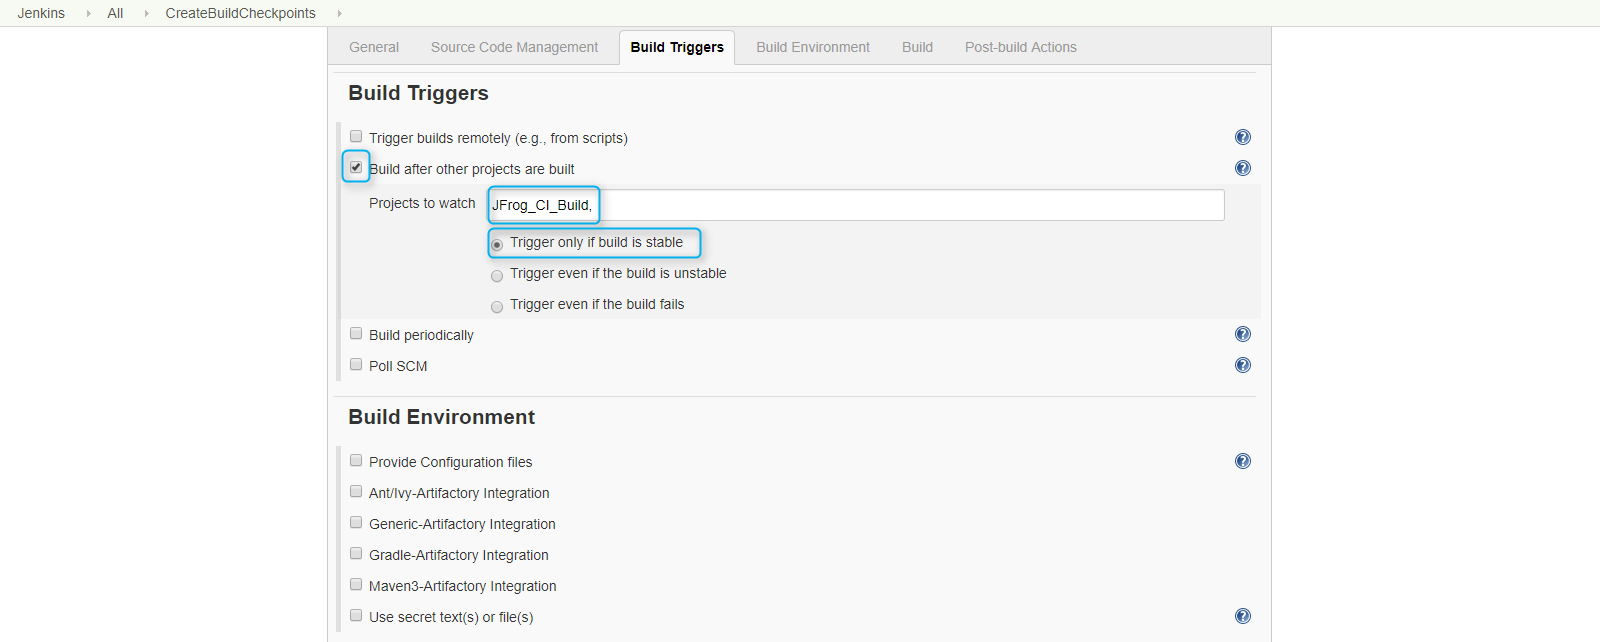 Jenkins All CreateBuildCheckpoints
General Source Code Management Build Triggers Build Environment Build Post-build Actions
Build Triggers
Trigger builds remotely (e.g., from scripts) ?
Build after other projects are built ?
Projects to watch JFrog_CI_Build,
Trigger only if build is stable
Trigger even if the build is unstable
Trigger even if the build fails
Build periodically ?
Poll SCM ?
Build Environment
Provide Configuration files ?
Ant/Ivy-Artifactory Integration
Generic-Artifactory Integration
Gradle-Artifactory Integration
Maven3-Artifactory Integration
Use secret text(s) or file(s) ?